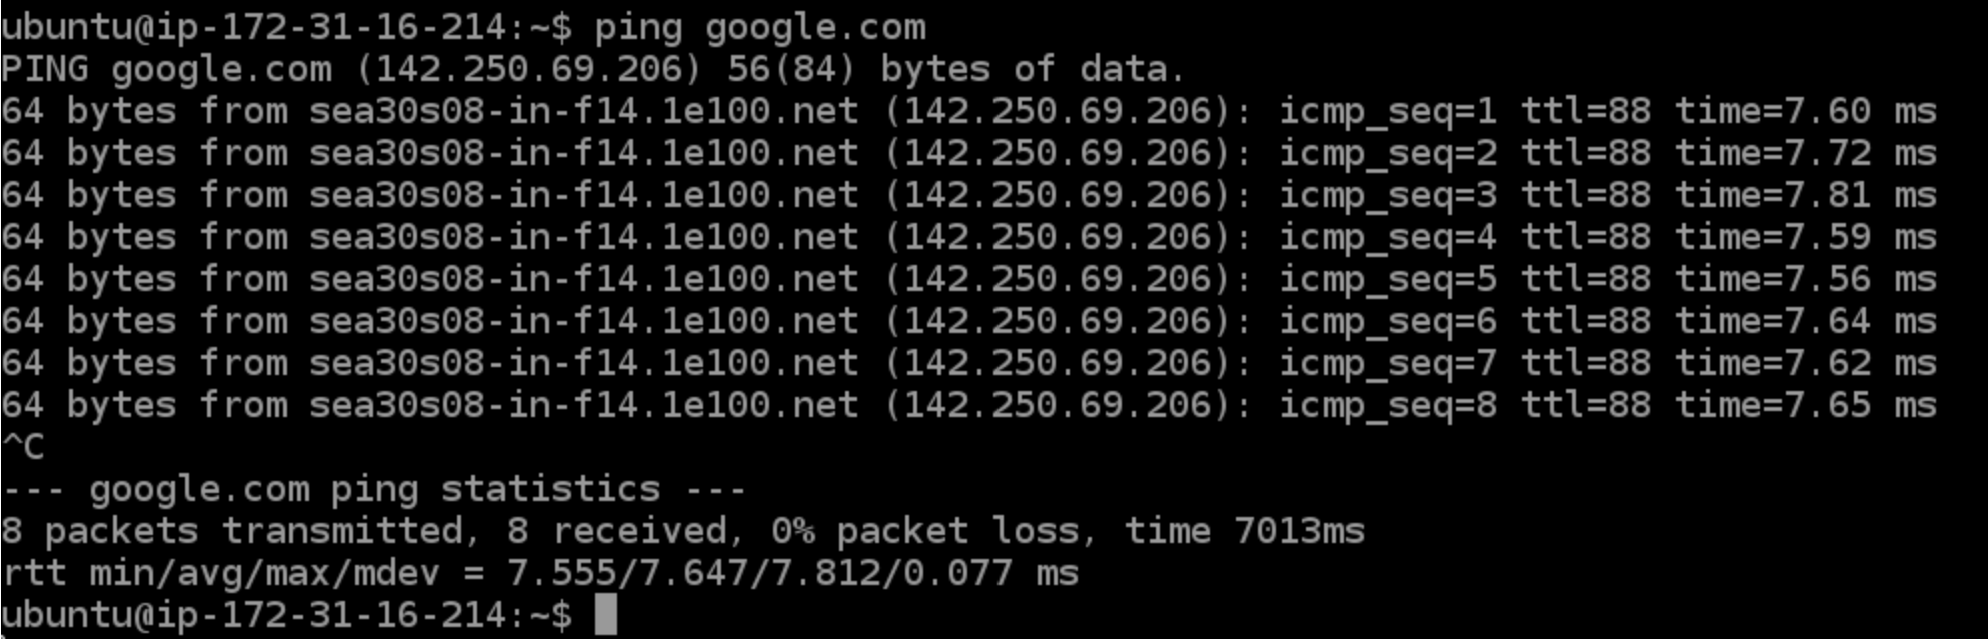 ubuntu@ip-172-31-16-214:~$ ping google.com
PING google.com (142.250.69.206) 56(84) bytes of data.
64 bytes from sea30s08-in-f14.1e100.net (142.250.69.206): icmp_seq=1 ttl=88 time=7.60 ms
64 bytes from sea30s08-in-f14.1e100.net (142.250.69.206): icmp_seq=2 ttl=88 time=7.72 ms
64 bytes from sea30s08-in-f14.1e100.net (142.250.69.206): icmp_seq=3 ttl=88 time=7.81 ms
64 bytes from sea30s08-in-f14.1e100.net (142.250.69.206): icmp_seq=4 ttl=88 time=7.59 ms
64 bytes from sea30s08-in-f14.1e100.net (142.250.69.206): icmp_seq=5 ttl=88 time=7.56 ms
64 bytes from sea30s08-in-f14.1e100.net (142.250.69.206): icmp_seq=6 ttl=88 time=7.64 ms
64 bytes from sea30s08-in-f14.1e100.net (142.250.69.206): icmp_seq=7 ttl=88 time=7.62 ms
64 bytes from sea30s08-in-f14.1e100.net (142.250.69.206): icmp_seq=8 ttl=88 time=7.65 ms
^C
--- google.com ping statistics ---
8 packets transmitted, 8 received, 0% packet loss, time 7013ms
rtt min/avg/max/mdev = 7.555/7.647/7.812/0.077 ms
ubuntu@ip-172-31-16-214:~$